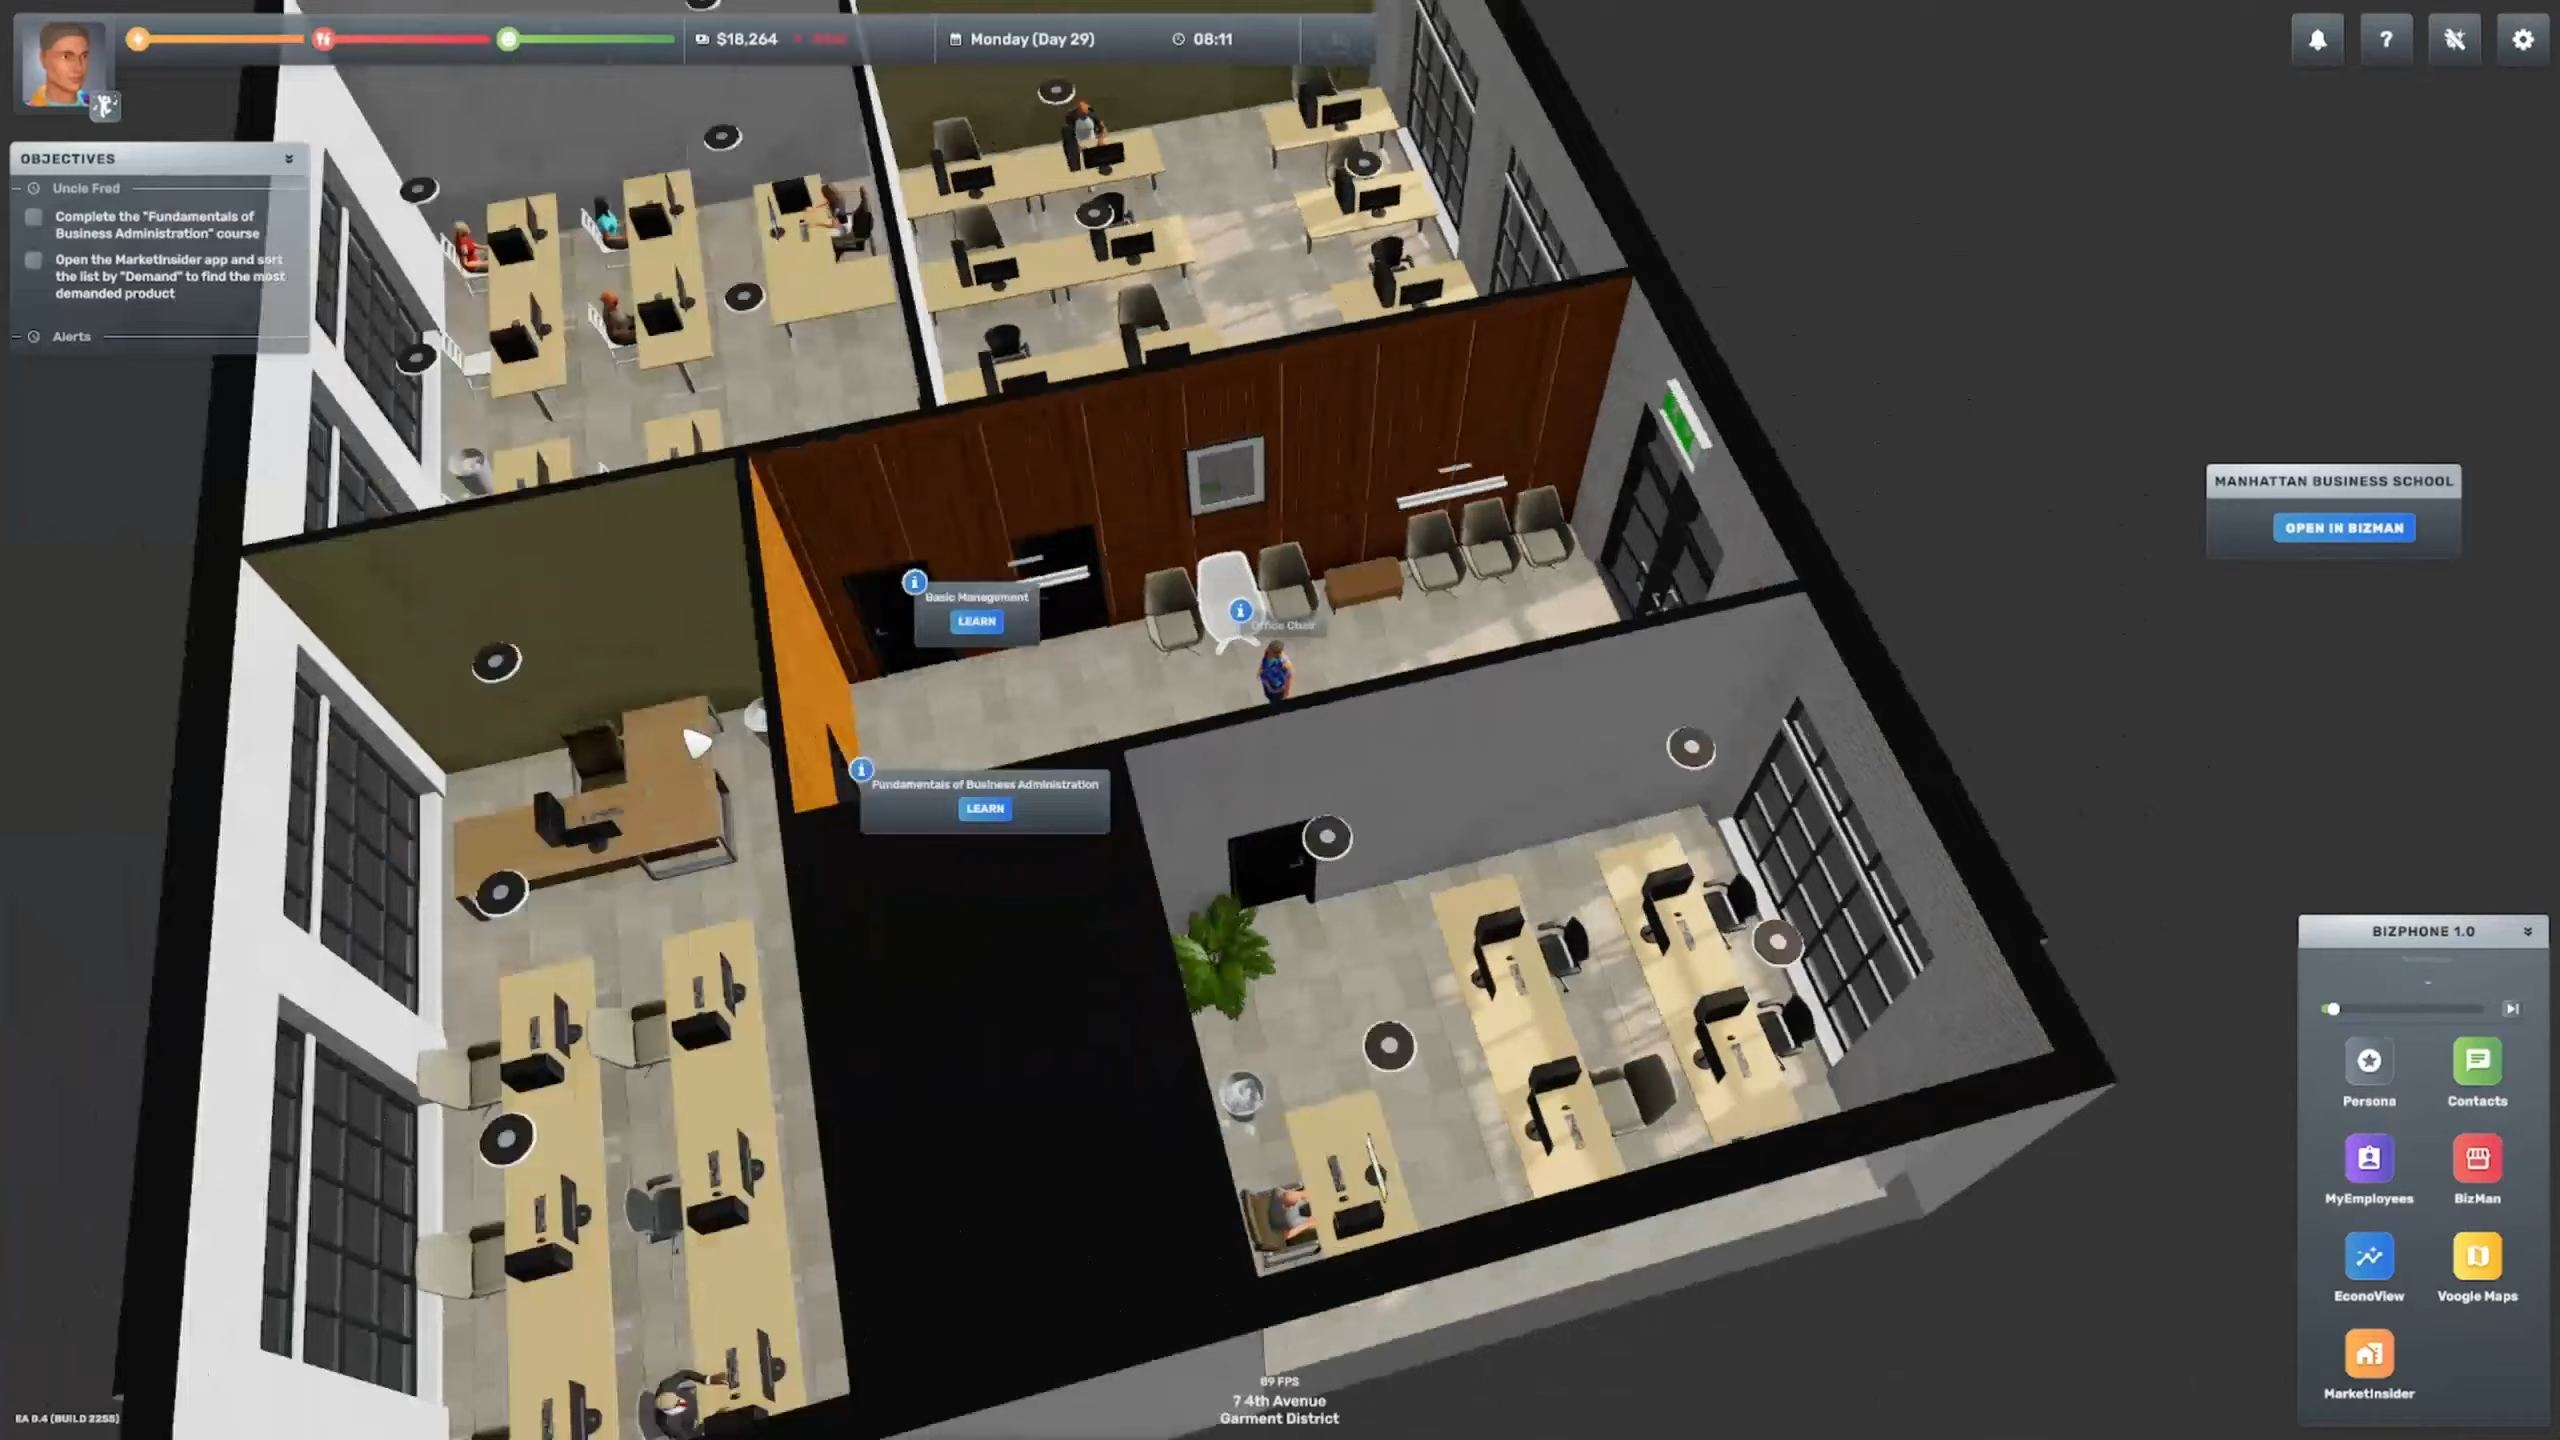 $18,264
Monday (Day 29)
08:11
?
OBJECTIVES
Uncle Fred
Complete the "Fundamentals of
Business Administration" course
Open the MarketInsider app and sort
the list by "Demand" to find the most
demanded product
Alerts
MANHATTAN BUSINESS SCHOOL
OPEN IN BIZMAN
Basic Management
LEARN
Office Chair
Fundamentals of Business Administration
LEARN
BIZPHONE 1.0
Persona
Contacts
MyEmployees
BizMan
EconoView
Voogle Maps
MarketInsider
89 FPS
7 4th Avenue
Garment District
EA 0.4 (BUILD 2255)